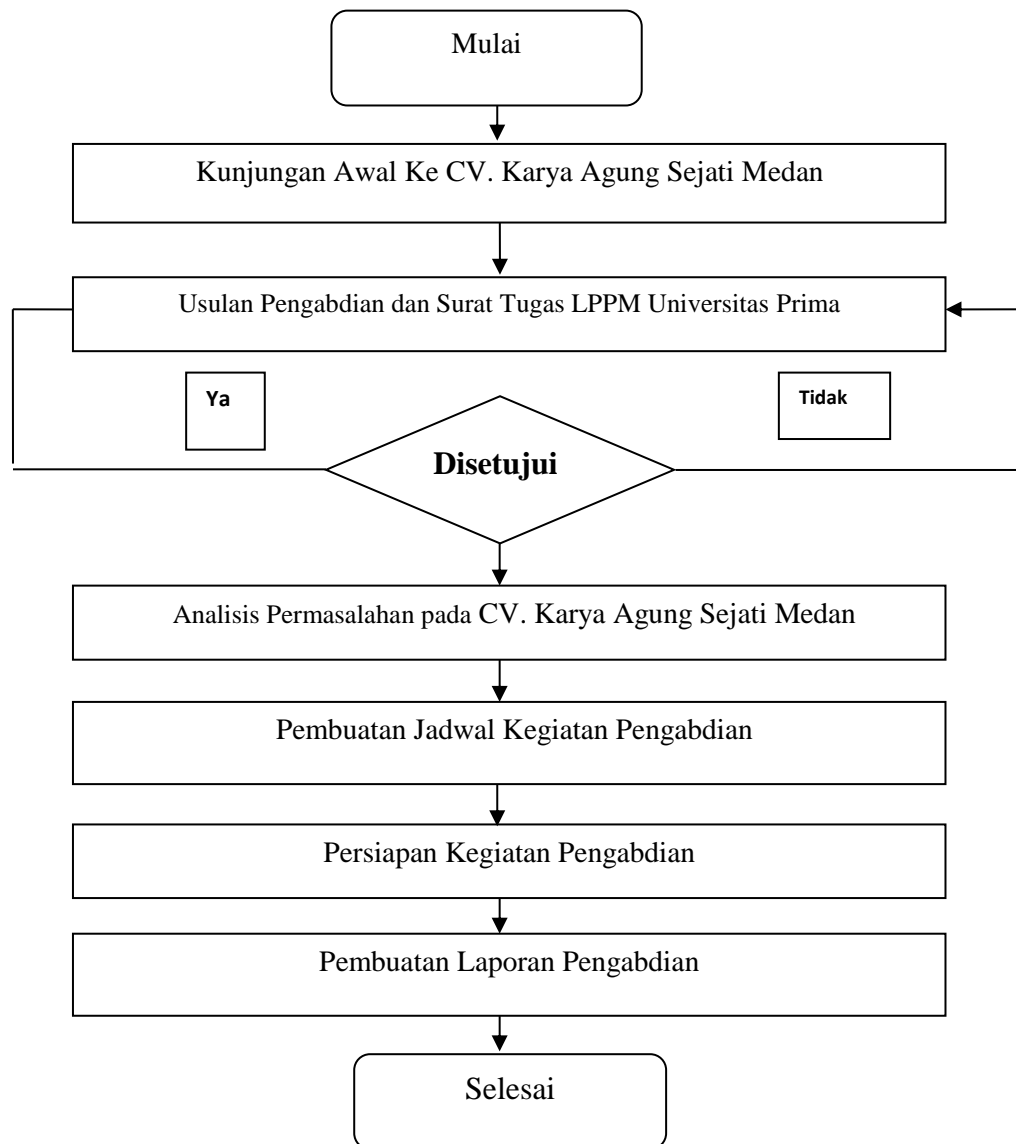 Mulai
Kunjungan Awal Ke CV. Karya Agung Sejati Medan
Usulan Pengabdian dan Surat Tugas LPPM Universitas Prima
Ya
Tidak
Disetujui
Analisis Permasalahan pada CV. Karya Agung Sejati Medan
Pembuatan Jadwal Kegiatan Pengabdian
Persiapan Kegiatan Pengabdian
Pembuatan Laporan Pengabdian
Selesai